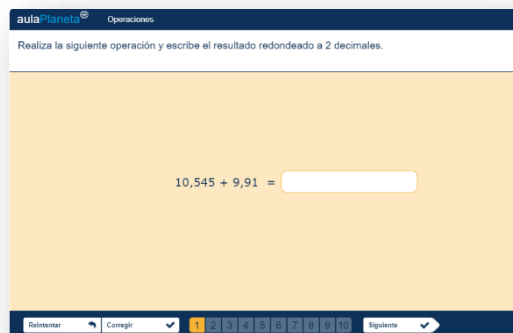 aulaPlaneta Operaciones
Realiza la siguiente operación y escribe el resultado redondeado a 2 decimales.
10,545 + 9,91 =
Reintentar Corregir 1 2 3 4 5 6 7 8 9 10 Siguiente